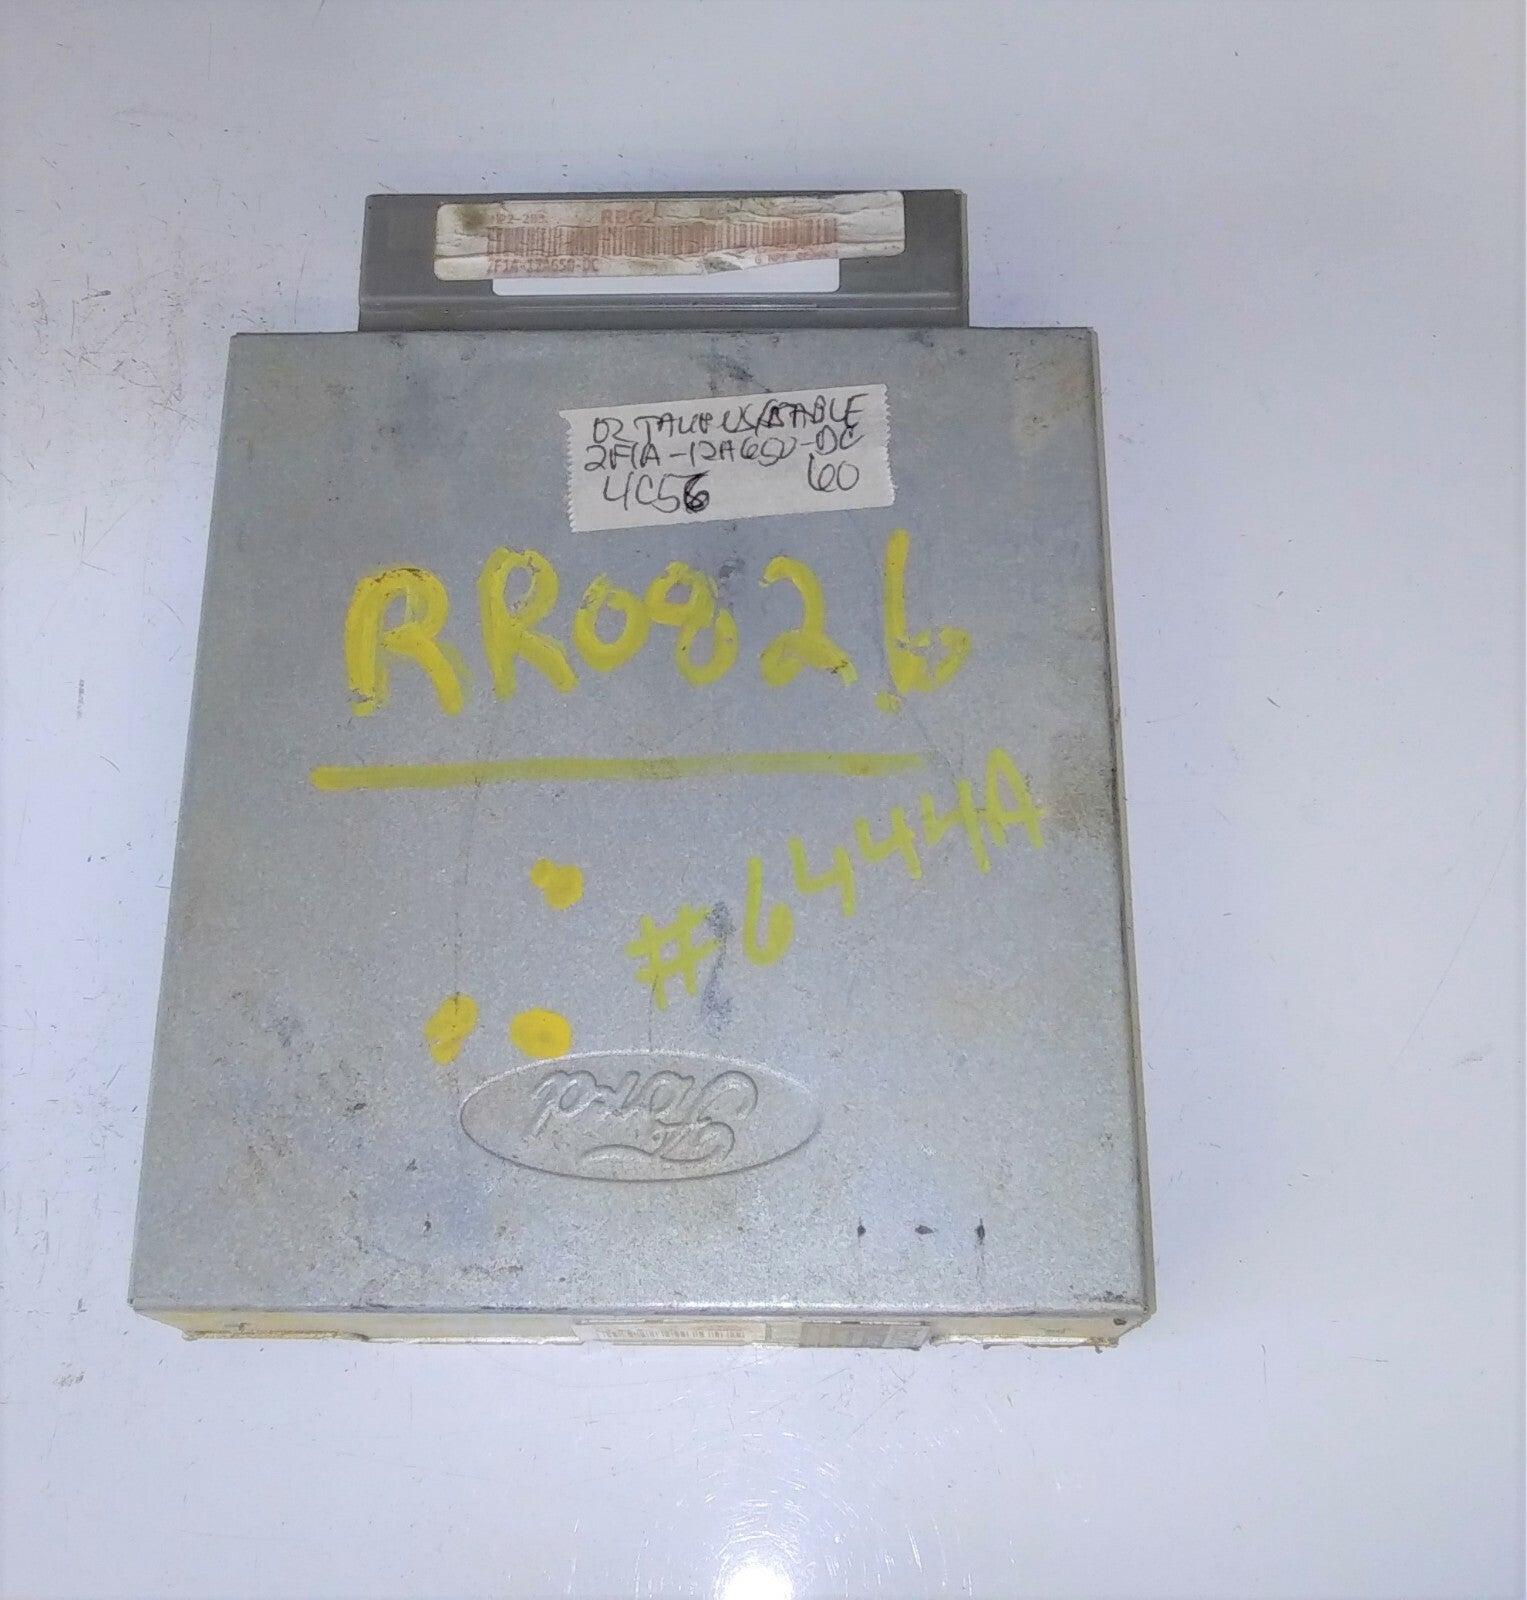 RBG2
2F1A-12A650-DC
02 TAURUS/SABLE
2F1A-12A650-DC
4C56 60
RR0826
#6444A
Ford